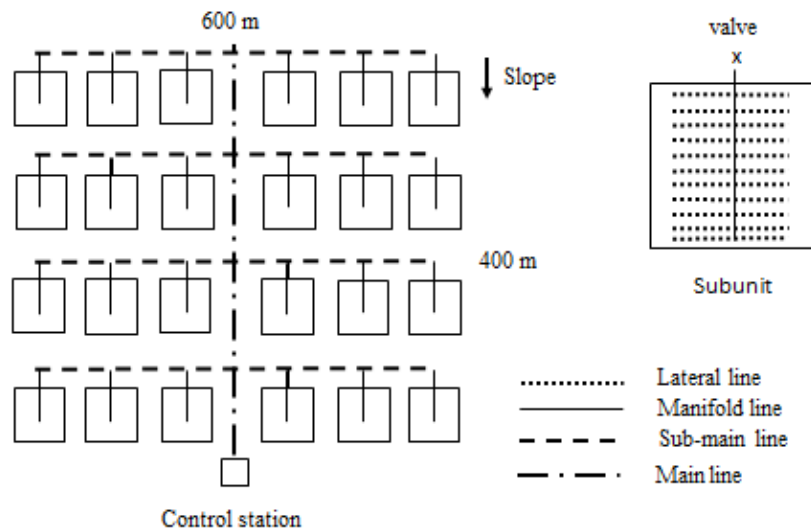 600 m
valve
x
Slope
400 m
Subunit
Lateral line
Manifold line
Sub-main line
Main line
Control station